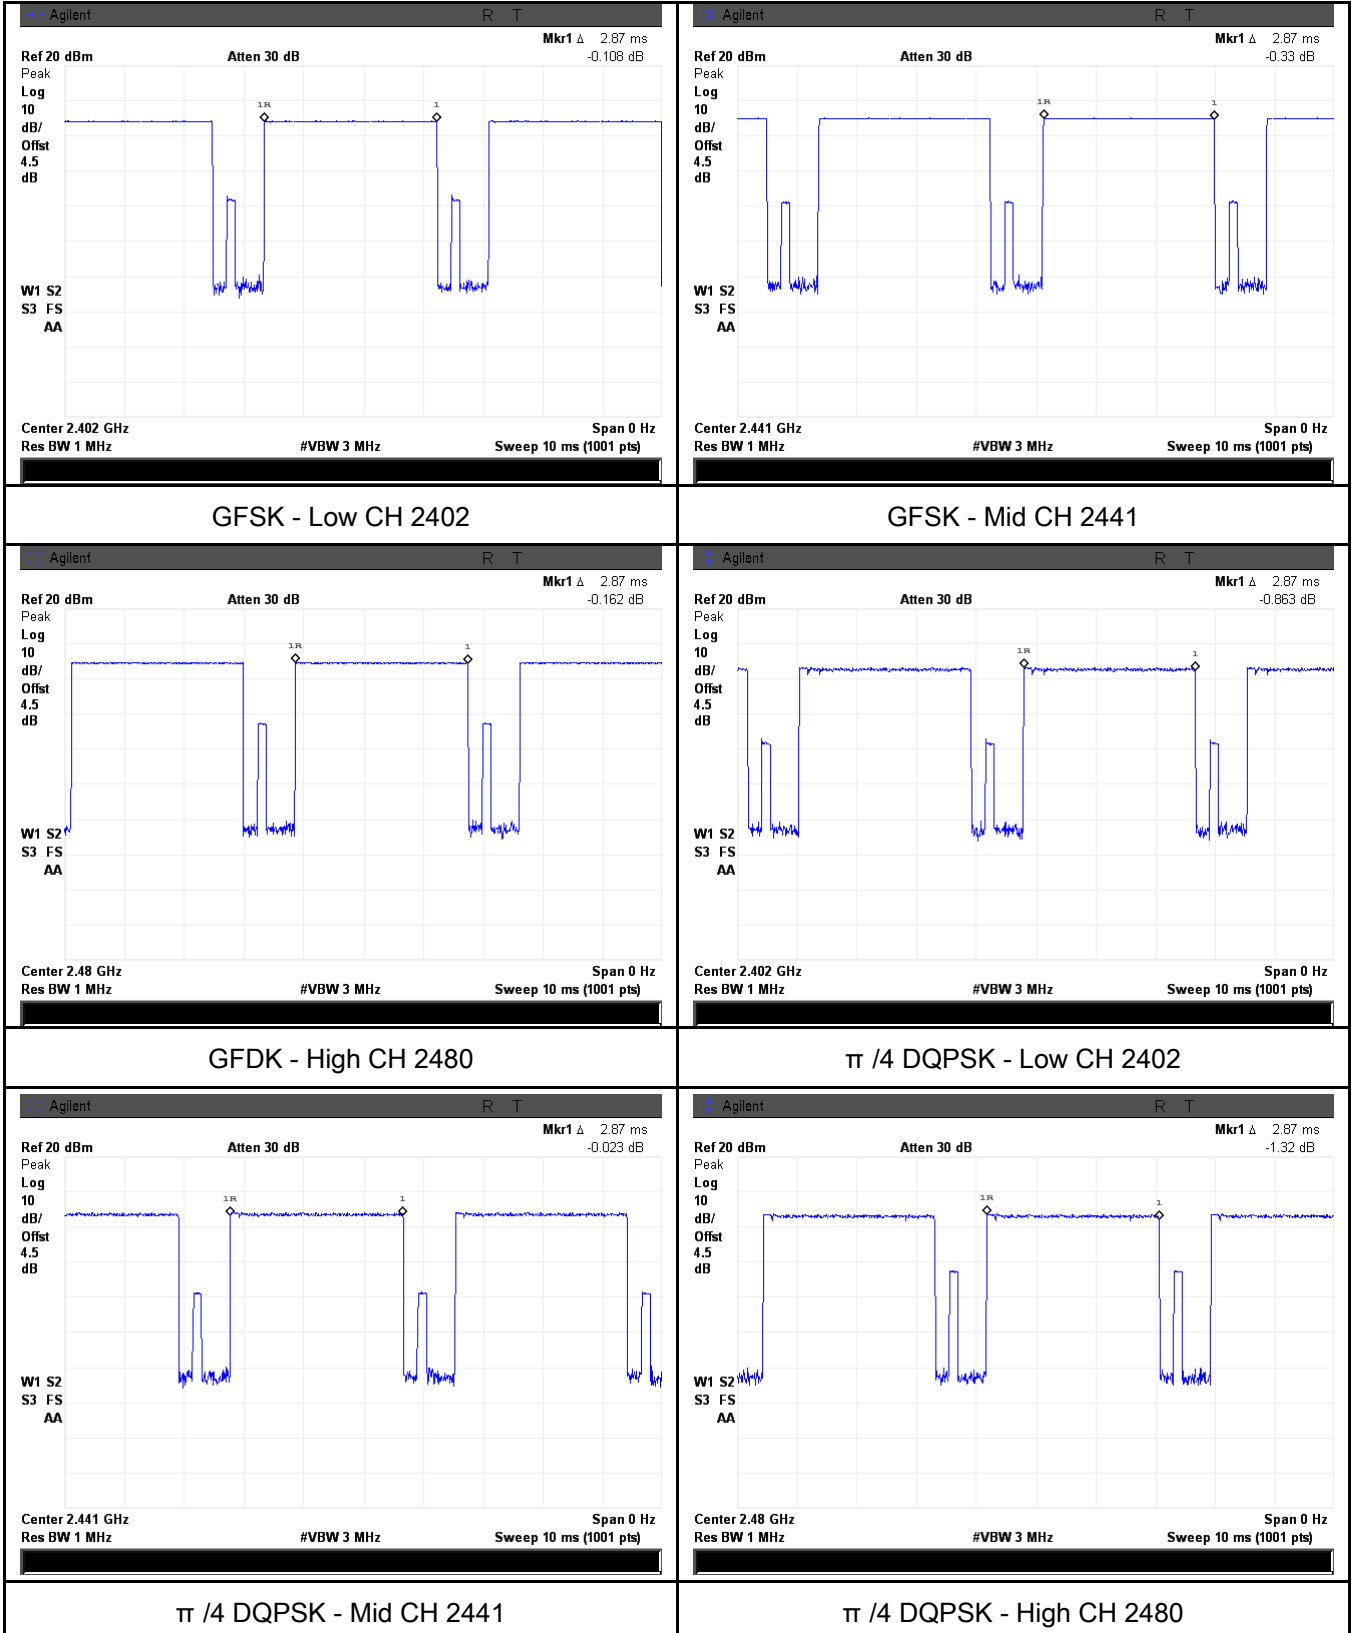 Agilent R T
Mkr1 Δ 2.87 ms
Ref 20 dBm Atten 30 dB -0.108 dB
Peak
Log
10
dB/
Offst
4.5
dB
1R 1
W1 S2
S3 FS
AA
Center 2.402 GHz Span 0 Hz
Res BW 1 MHz #VBW 3 MHz Sweep 10 ms (1001 pts)
GFSK - Low CH 2402
Agilent R T
Mkr1 Δ 2.87 ms
Ref 20 dBm Atten 30 dB -0.33 dB
Peak
Log
10
dB/
Offst
4.5
dB
1R 1
W1 S2
S3 FS
AA
Center 2.441 GHz Span 0 Hz
Res BW 1 MHz #VBW 3 MHz Sweep 10 ms (1001 pts)
GFSK - Mid CH 2441
Agilent R T
Mkr1 Δ 2.87 ms
Ref 20 dBm Atten 30 dB -0.162 dB
Peak
Log
10
dB/
Offst
4.5
dB
1R 1
W1 S2
S3 FS
AA
Center 2.48 GHz Span 0 Hz
Res BW 1 MHz #VBW 3 MHz Sweep 10 ms (1001 pts)
GFDK - High CH 2480
Agilent R T
Mkr1 Δ 2.87 ms
Ref 20 dBm Atten 30 dB -0.863 dB
Peak
Log
10
dB/
Offst
4.5
dB
1R 1
W1 S2
S3 FS
AA
Center 2.402 GHz Span 0 Hz
Res BW 1 MHz #VBW 3 MHz Sweep 10 ms (1001 pts)
π /4 DQPSK - Low CH 2402
Agilent R T
Mkr1 Δ 2.87 ms
Ref 20 dBm Atten 30 dB -0.023 dB
Peak
Log
10
dB/
Offst
4.5
dB
1R 1
W1 S2
S3 FS
AA
Center 2.441 GHz Span 0 Hz
Res BW 1 MHz #VBW 3 MHz Sweep 10 ms (1001 pts)
π /4 DQPSK - Mid CH 2441
Agilent R T
Mkr1 Δ 2.87 ms
Ref 20 dBm Atten 30 dB -1.32 dB
Peak
Log
10
dB/
Offst
4.5
dB
1R 1
W1 S2
S3 FS
AA
Center 2.48 GHz Span 0 Hz
Res BW 1 MHz #VBW 3 MHz Sweep 10 ms (1001 pts)
π /4 DQPSK - High CH 2480